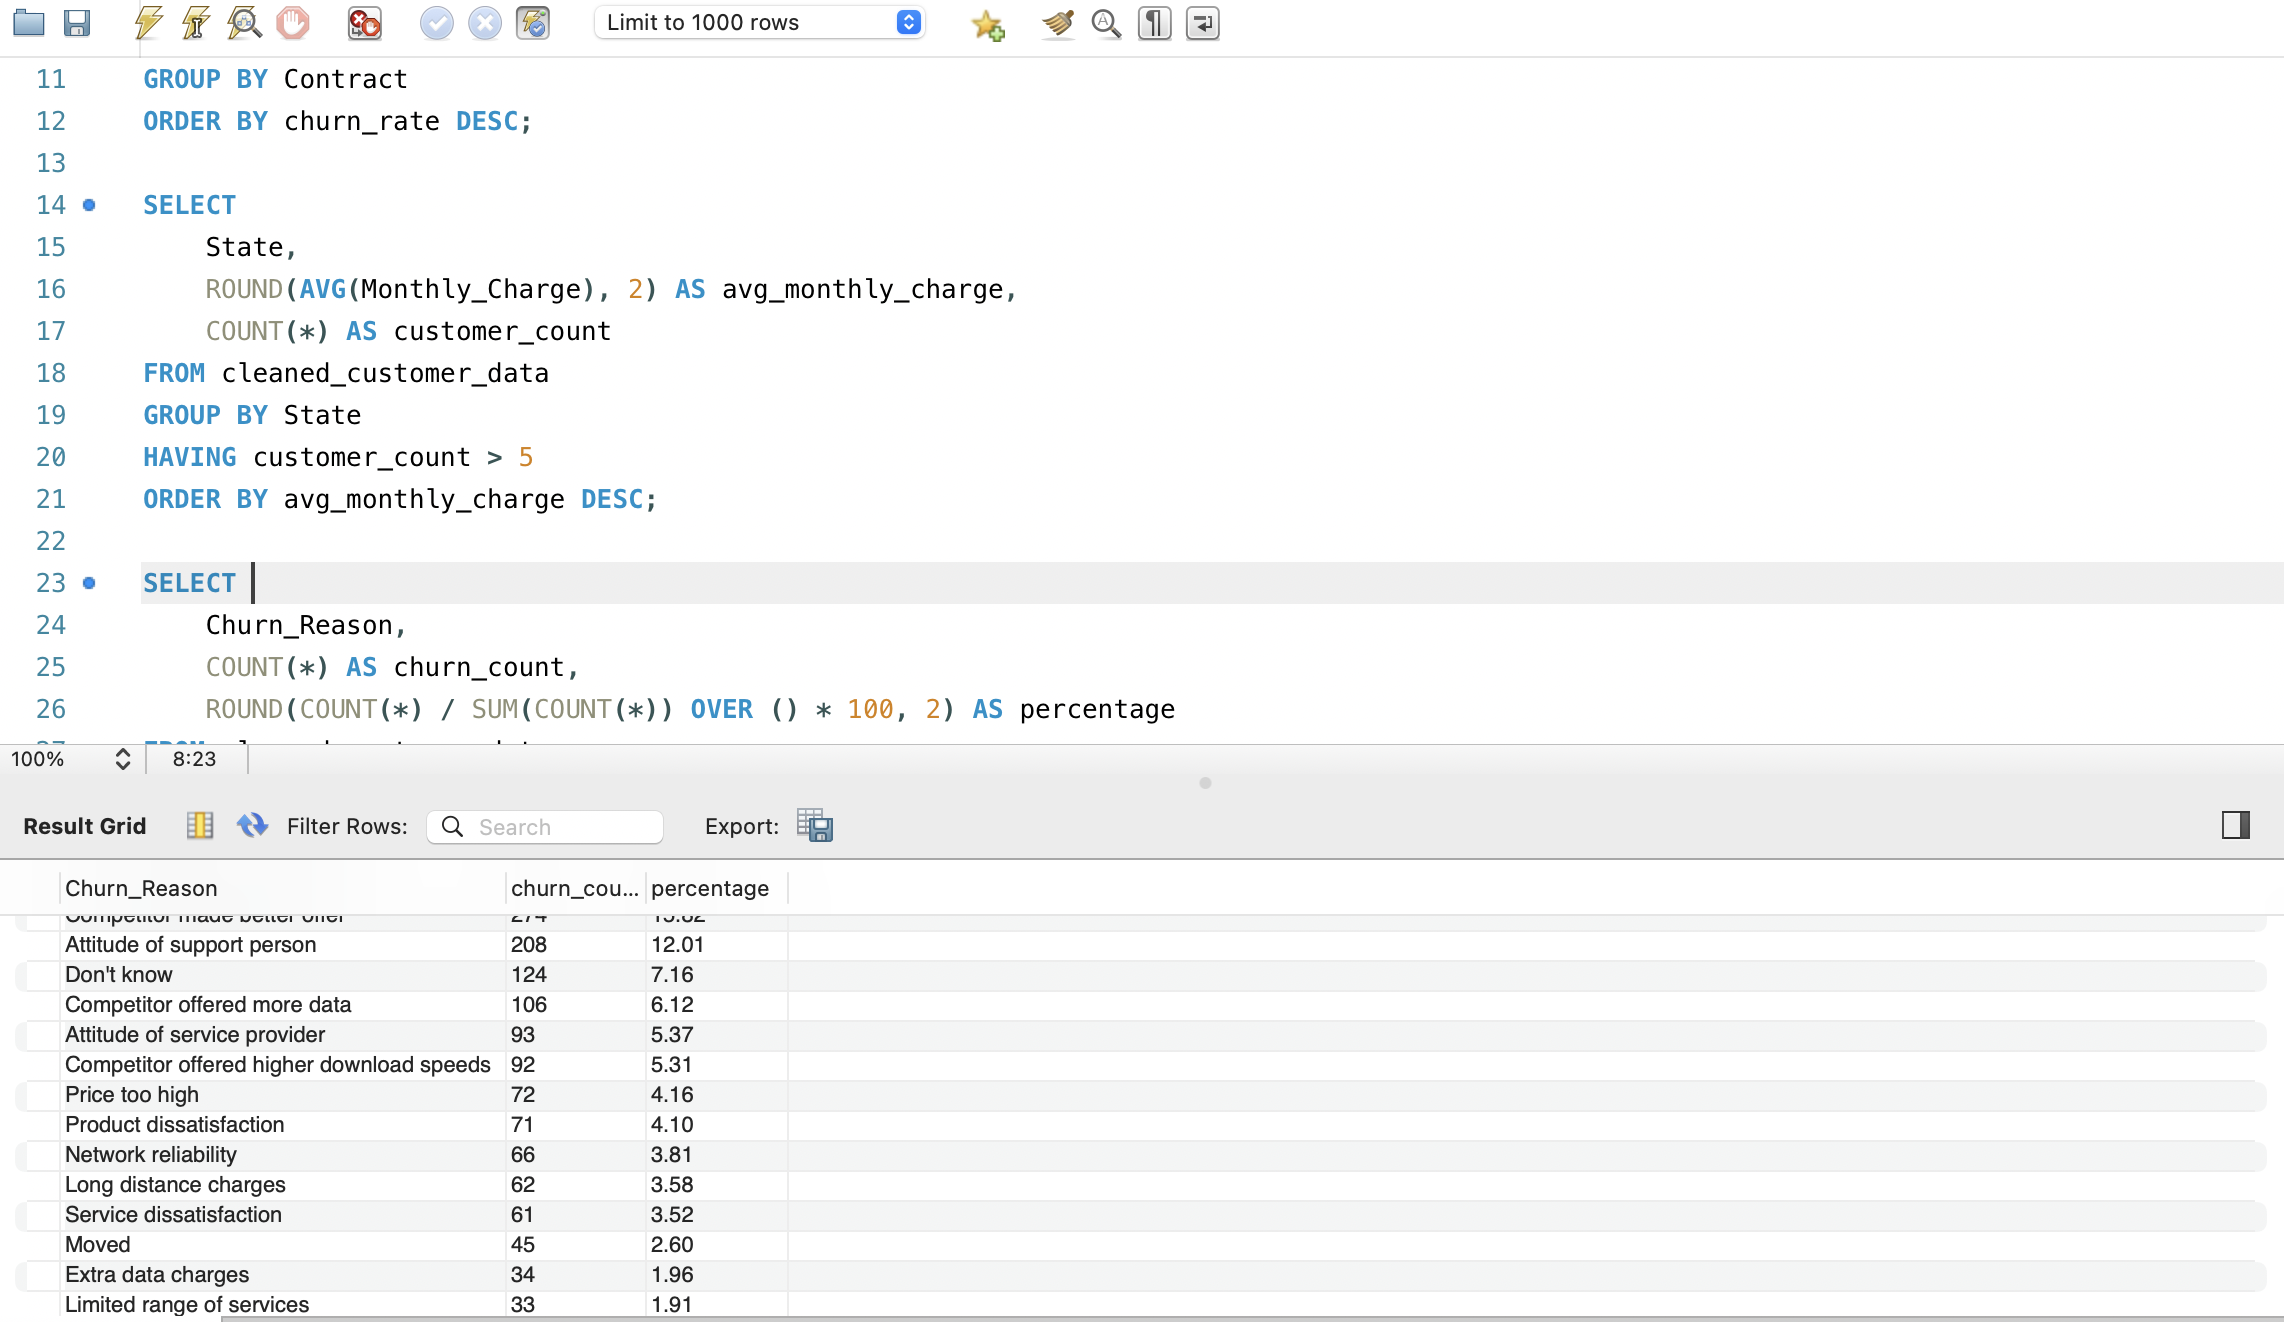 Limit to 1000 rows
11 GROUP BY Contract
12 ORDER BY churn_rate DESC;
13
14 SELECT
15 State,
16 ROUND(AVG(Monthly_Charge), 2) AS avg_monthly_charge,
17 COUNT(*) AS customer_count
18 FROM cleaned_customer_data
19 GROUP BY State
20 HAVING customer_count > 5
21 ORDER BY avg_monthly_charge DESC;
22
23 SELECT
24 Churn_Reason,
25 COUNT(*) AS churn_count,
26 ROUND(COUNT(*) / SUM(COUNT(*)) OVER () * 100, 2) AS percentage
100% 8:23
Result Grid Filter Rows: Search Export:
Churn_Reason churn_cou... percentage
Competitor made better offer 274 15.82
Attitude of support person 208 12.01
Don't know 124 7.16
Competitor offered more data 106 6.12
Attitude of service provider 93 5.37
Competitor offered higher download speeds 92 5.31
Price too high 72 4.16
Product dissatisfaction 71 4.10
Network reliability 66 3.81
Long distance charges 62 3.58
Service dissatisfaction 61 3.52
Moved 45 2.60
Extra data charges 34 1.96
Limited range of services 33 1.91